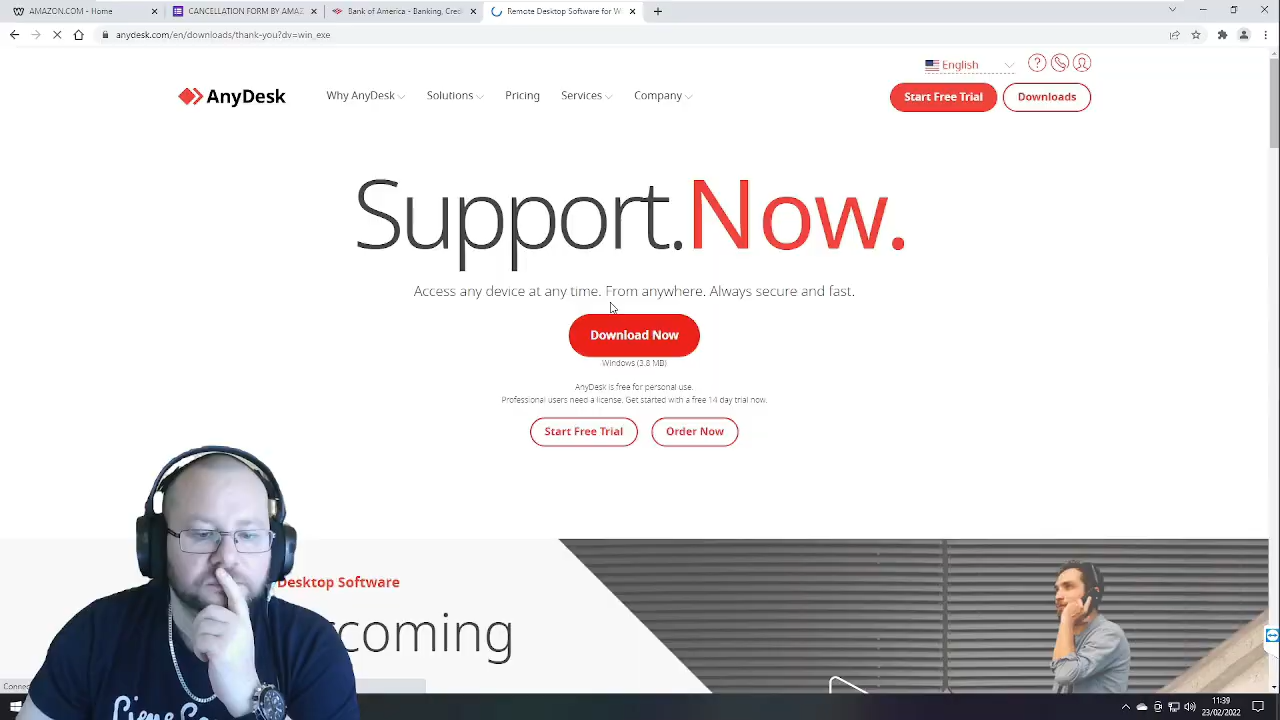 AMAZON.COM - Home
CANCELLATION FORM BY AMAZ
Bank of America - Banking, Cred
Remote Desktop Software for W
anydesk.com/en/downloads/thank-you?dv=win_exe
English
AnyDesk
Why AnyDesk
Solutions
Pricing
Services
Company
Start Free Trial
Downloads
Support.Now.
Access any device at any time. From anywhere. Always secure and fast.
Download Now
Windows (3.8 MB)
AnyDesk is free for personal use.
Professional users need a license. Get started with a free 14 day trial now.
Start Free Trial
Order Now
Desktop Software
coming
Conne
11:39
23/02/2022